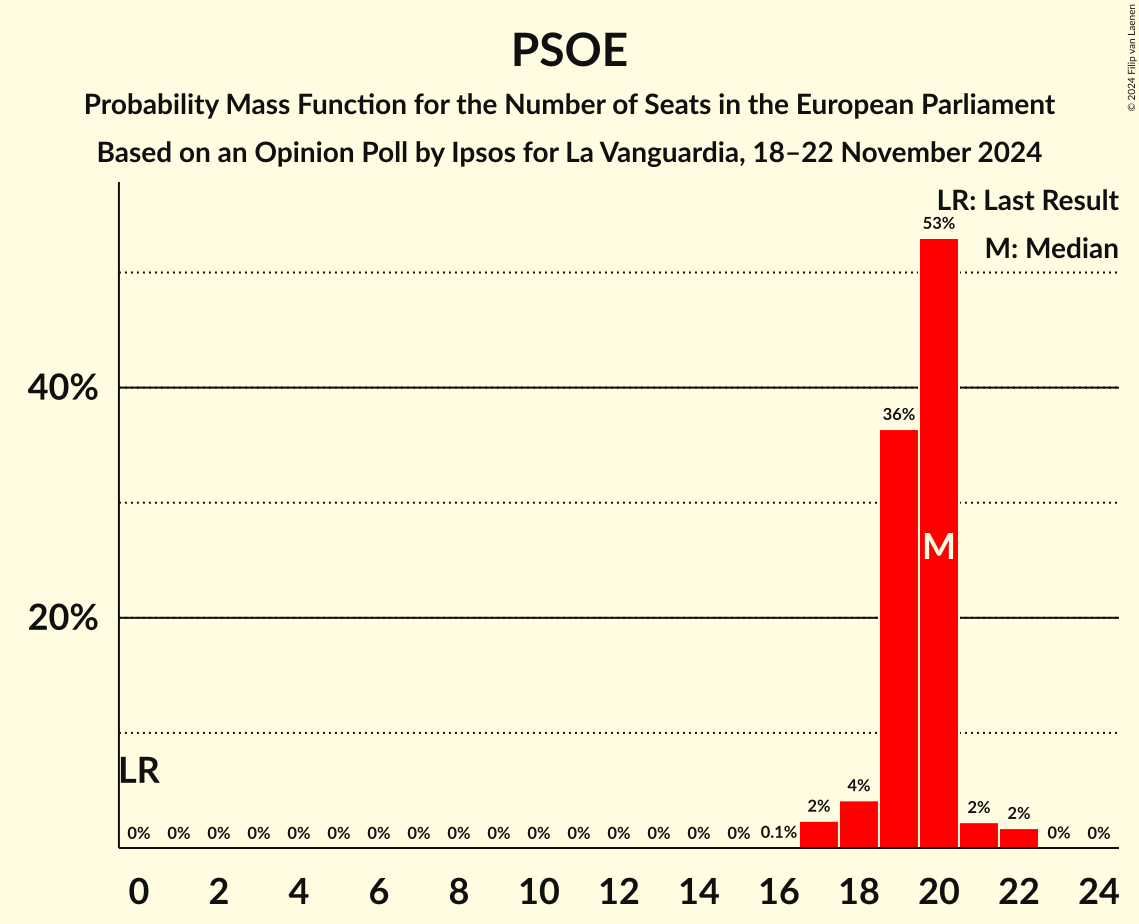 PSOE
Probability Mass Function for the Number of Seats in the European Parliament
Based on an Opinion Poll by Ipsos for La Vanguardia, 18–22 November 2024
© 2024 Filip van Laenen
LR: Last Result
M: Median
53%
40%
36%
M
20%
LR
0% 0% 0% 0% 0% 0% 0% 0% 0% 0% 0% 0% 0% 0% 0% 0% 0.1% 2% 4% 2% 2% 0% 0%
0 2 4 6 8 10 12 14 16 18 20 22 24